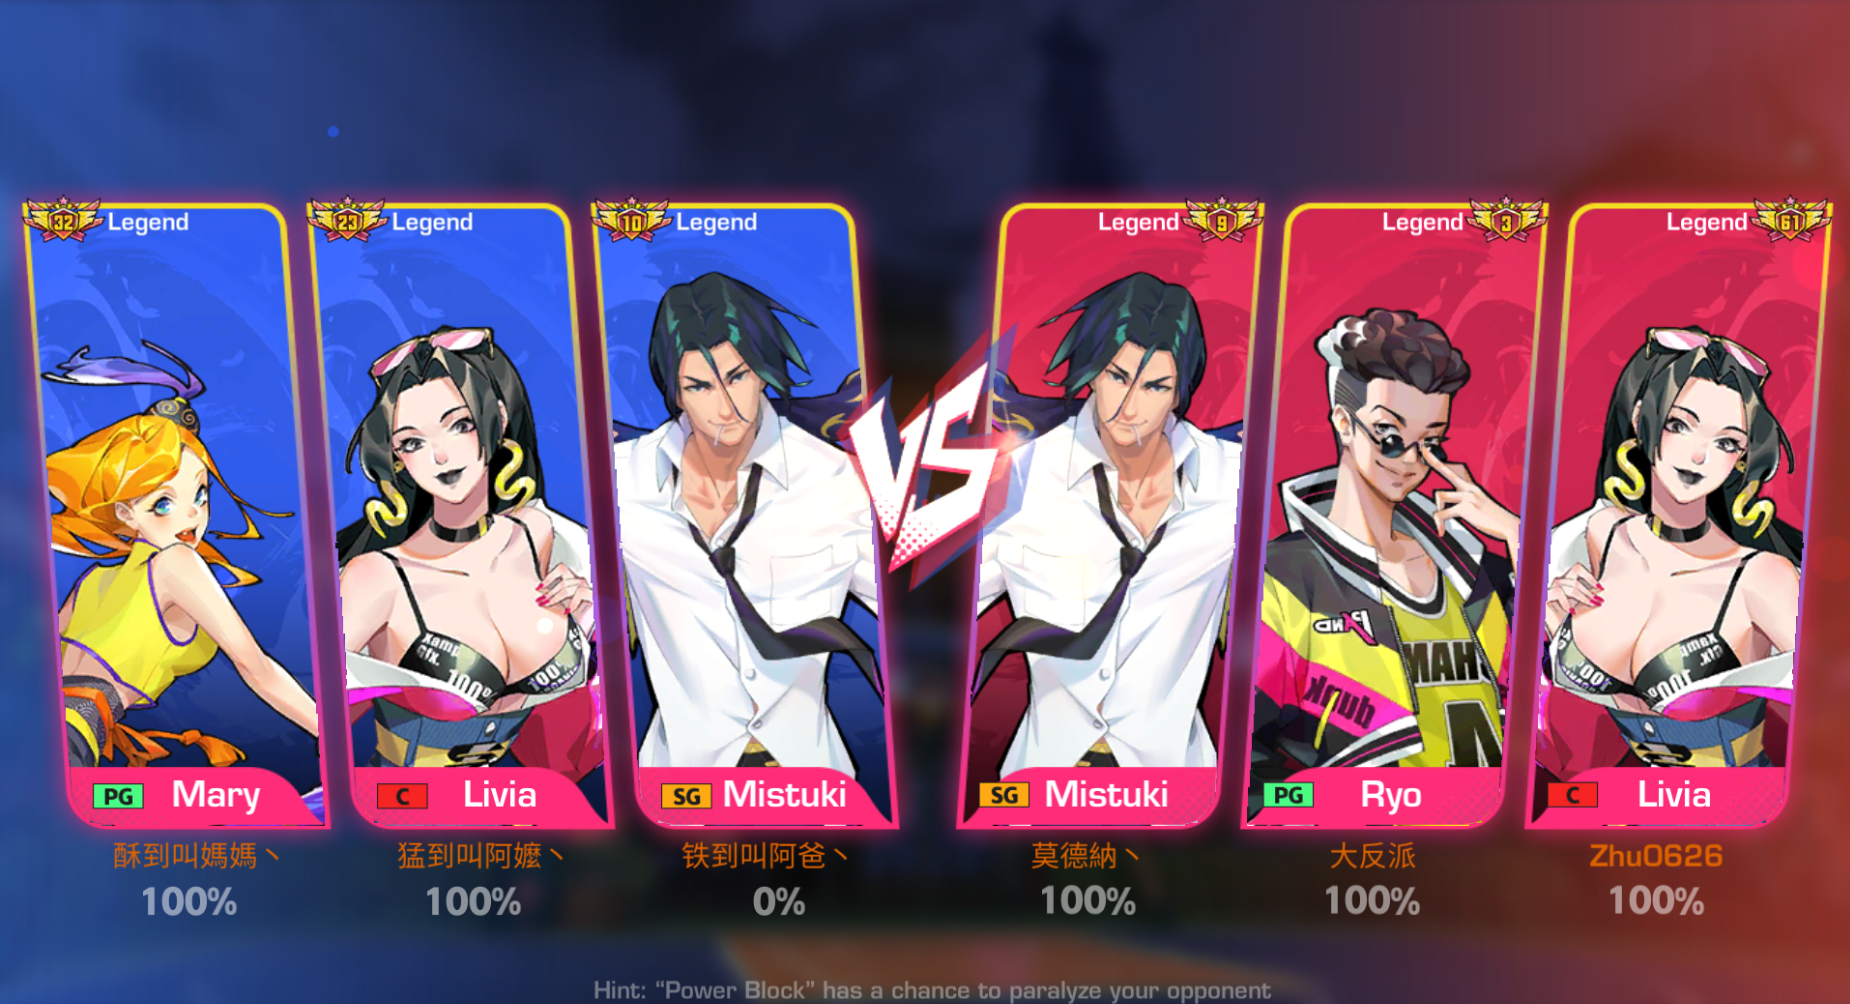 32 Legend
23 Legend
10 Legend
Legend 9
Legend 3
Legend 61
VS
PG Mary
C Livia
SG Mistuki
SG Mistuki
PG Ryo
C Livia
酥到叫媽媽丶
猛到叫阿嬤丶
铁到叫阿爸丶
莫德納丶
大反派
Zhu0626
100%
100%
0%
100%
100%
100%
Hint: “Power Block” has a chance to paralyze your opponent